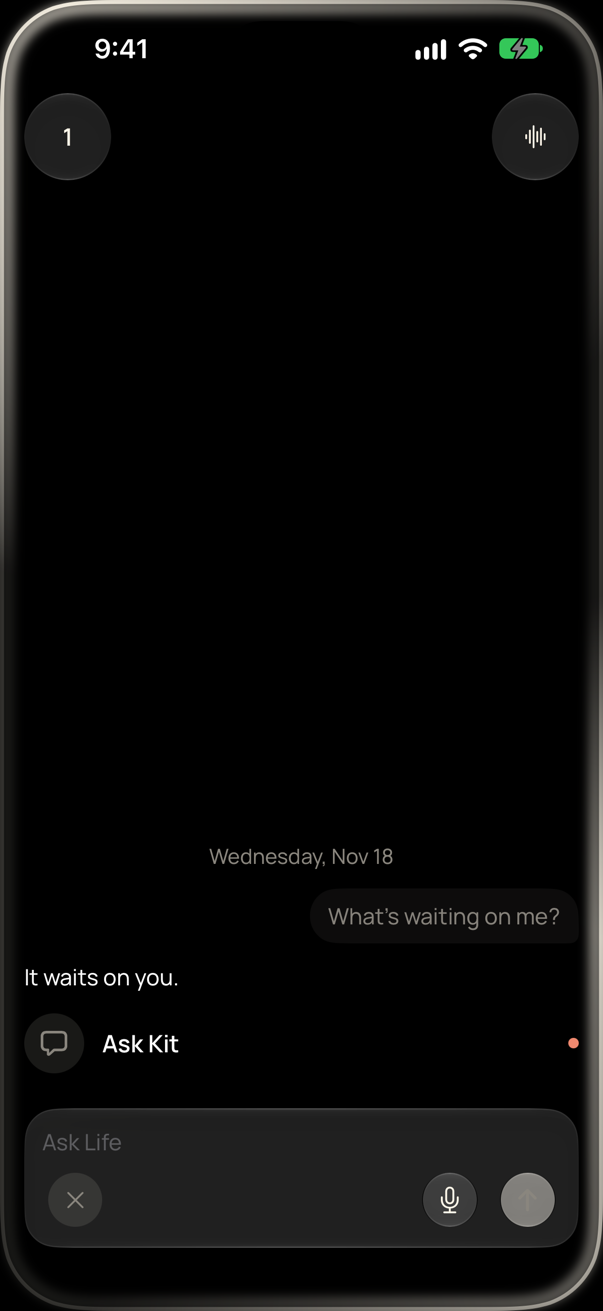 9:41
1
Wednesday, Nov 18
What's waiting on me?
It waits on you.
Ask Kit
Ask Life